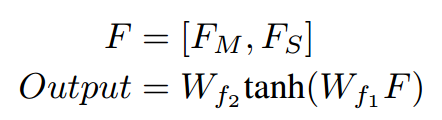 F = [F_M, F_S]
Output = W_{f_2} tanh(W_{f_1} F)